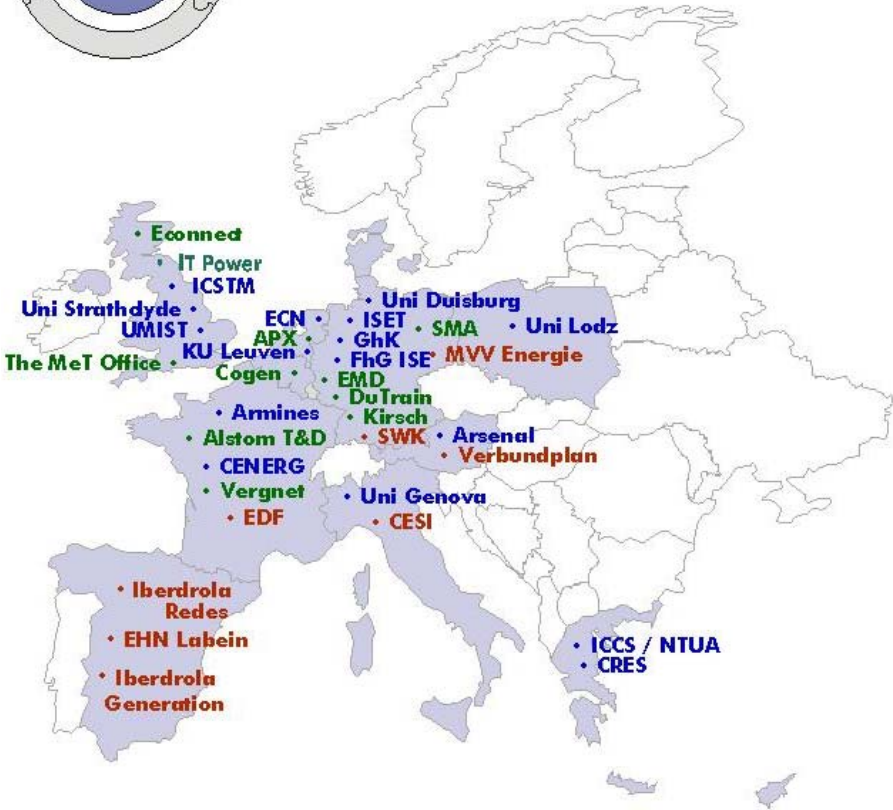 Econnect
IT Power
ICSTM
Uni Strathdyde
UMIST
The MeT Office
ECN
APX
KU Leuven
Cogen
Uni Duisburg
ISET
SMA
Uni Lodz
GhK
FhG ISE
MVV Energie
EMD
DuTrain
Kirsch
SWK
Arsenal
Verbundplan
Armines
Alstom T&D
CENERG
Vergnet
EDF
Uni Genova
CESI
Iberdrola
Redes
EHN Labein
Iberdrola
Generation
ICCS / NTUA
CRES